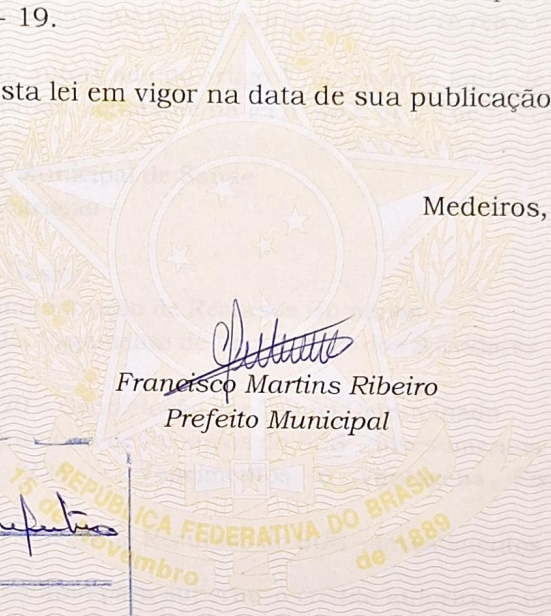 - 19.
sta lei em vigor na data de sua publicação
Medeiros,
Francisco Martins Ribeiro
Prefeito Municipal
REPÚBLICA FEDERATIVA DO BRASIL
15 de Novembro de 1889